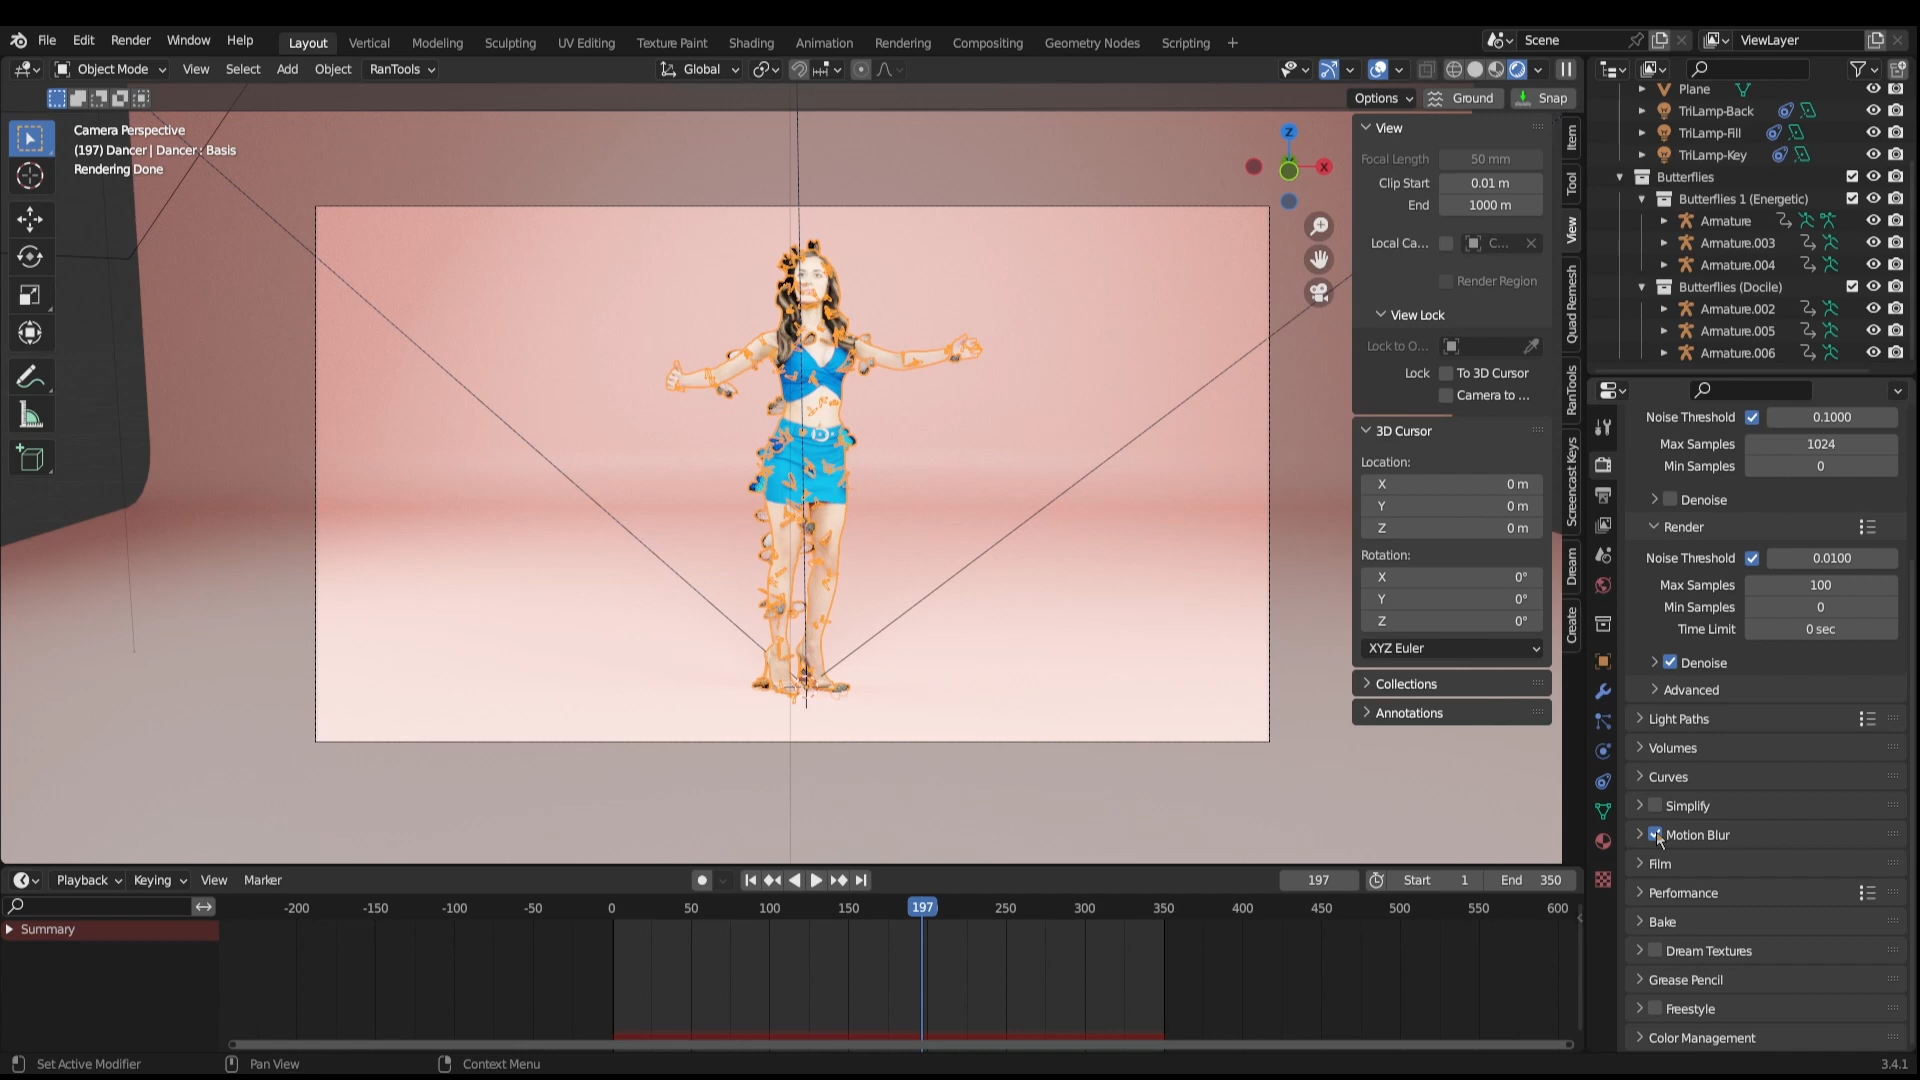 File Edit Render Window Help
Layout Vertical Modeling Sculpting UV Editing Texture Paint Shading Animation Rendering Compositing Geometry Nodes Scripting +
Scene
ViewLayer
Object Mode View Select Add Object RanTools
Global
Options Ground Snap
Camera Perspective
(197) Dancer | Dancer : Basis
Rendering Done
Z
X
View
Focal Length 50 mm
Clip Start 0.01 m
End 1000 m
Local Ca... C...
Render Region
View Lock
Lock to O...
Lock To 3D Cursor
Camera to ...
3D Cursor
Location:
X 0 m
Y 0 m
Z 0 m
Rotation:
X 0°
Y 0°
Z 0°
XYZ Euler
Collections
Annotations
Item
Tool
View
Quad Remesh
RanTools
Screencast Keys
Dream
Create
Plane
TriLamp-Back
TriLamp-Fill
TriLamp-Key
Butterflies
Butterflies 1 (Energetic)
Armature
Armature.003
Armature.004
Butterflies (Docile)
Armature.002
Armature.005
Armature.006
Noise Threshold 0.1000
Max Samples 1024
Min Samples 0
Denoise
Render
Noise Threshold 0.0100
Max Samples 100
Min Samples 0
Time Limit 0 sec
Denoise
Advanced
Light Paths
Volumes
Curves
Simplify
Motion Blur
Film
Performance
Bake
Dream Textures
Grease Pencil
Freestyle
Color Management
Playback Keying View Marker
197 Start 1 End 350
-200 -150 -100 -50 0 50 100 150 197 250 300 350 400 450 500 550 600
Summary
Set Active Modifier Pan View Context Menu 3.4.1